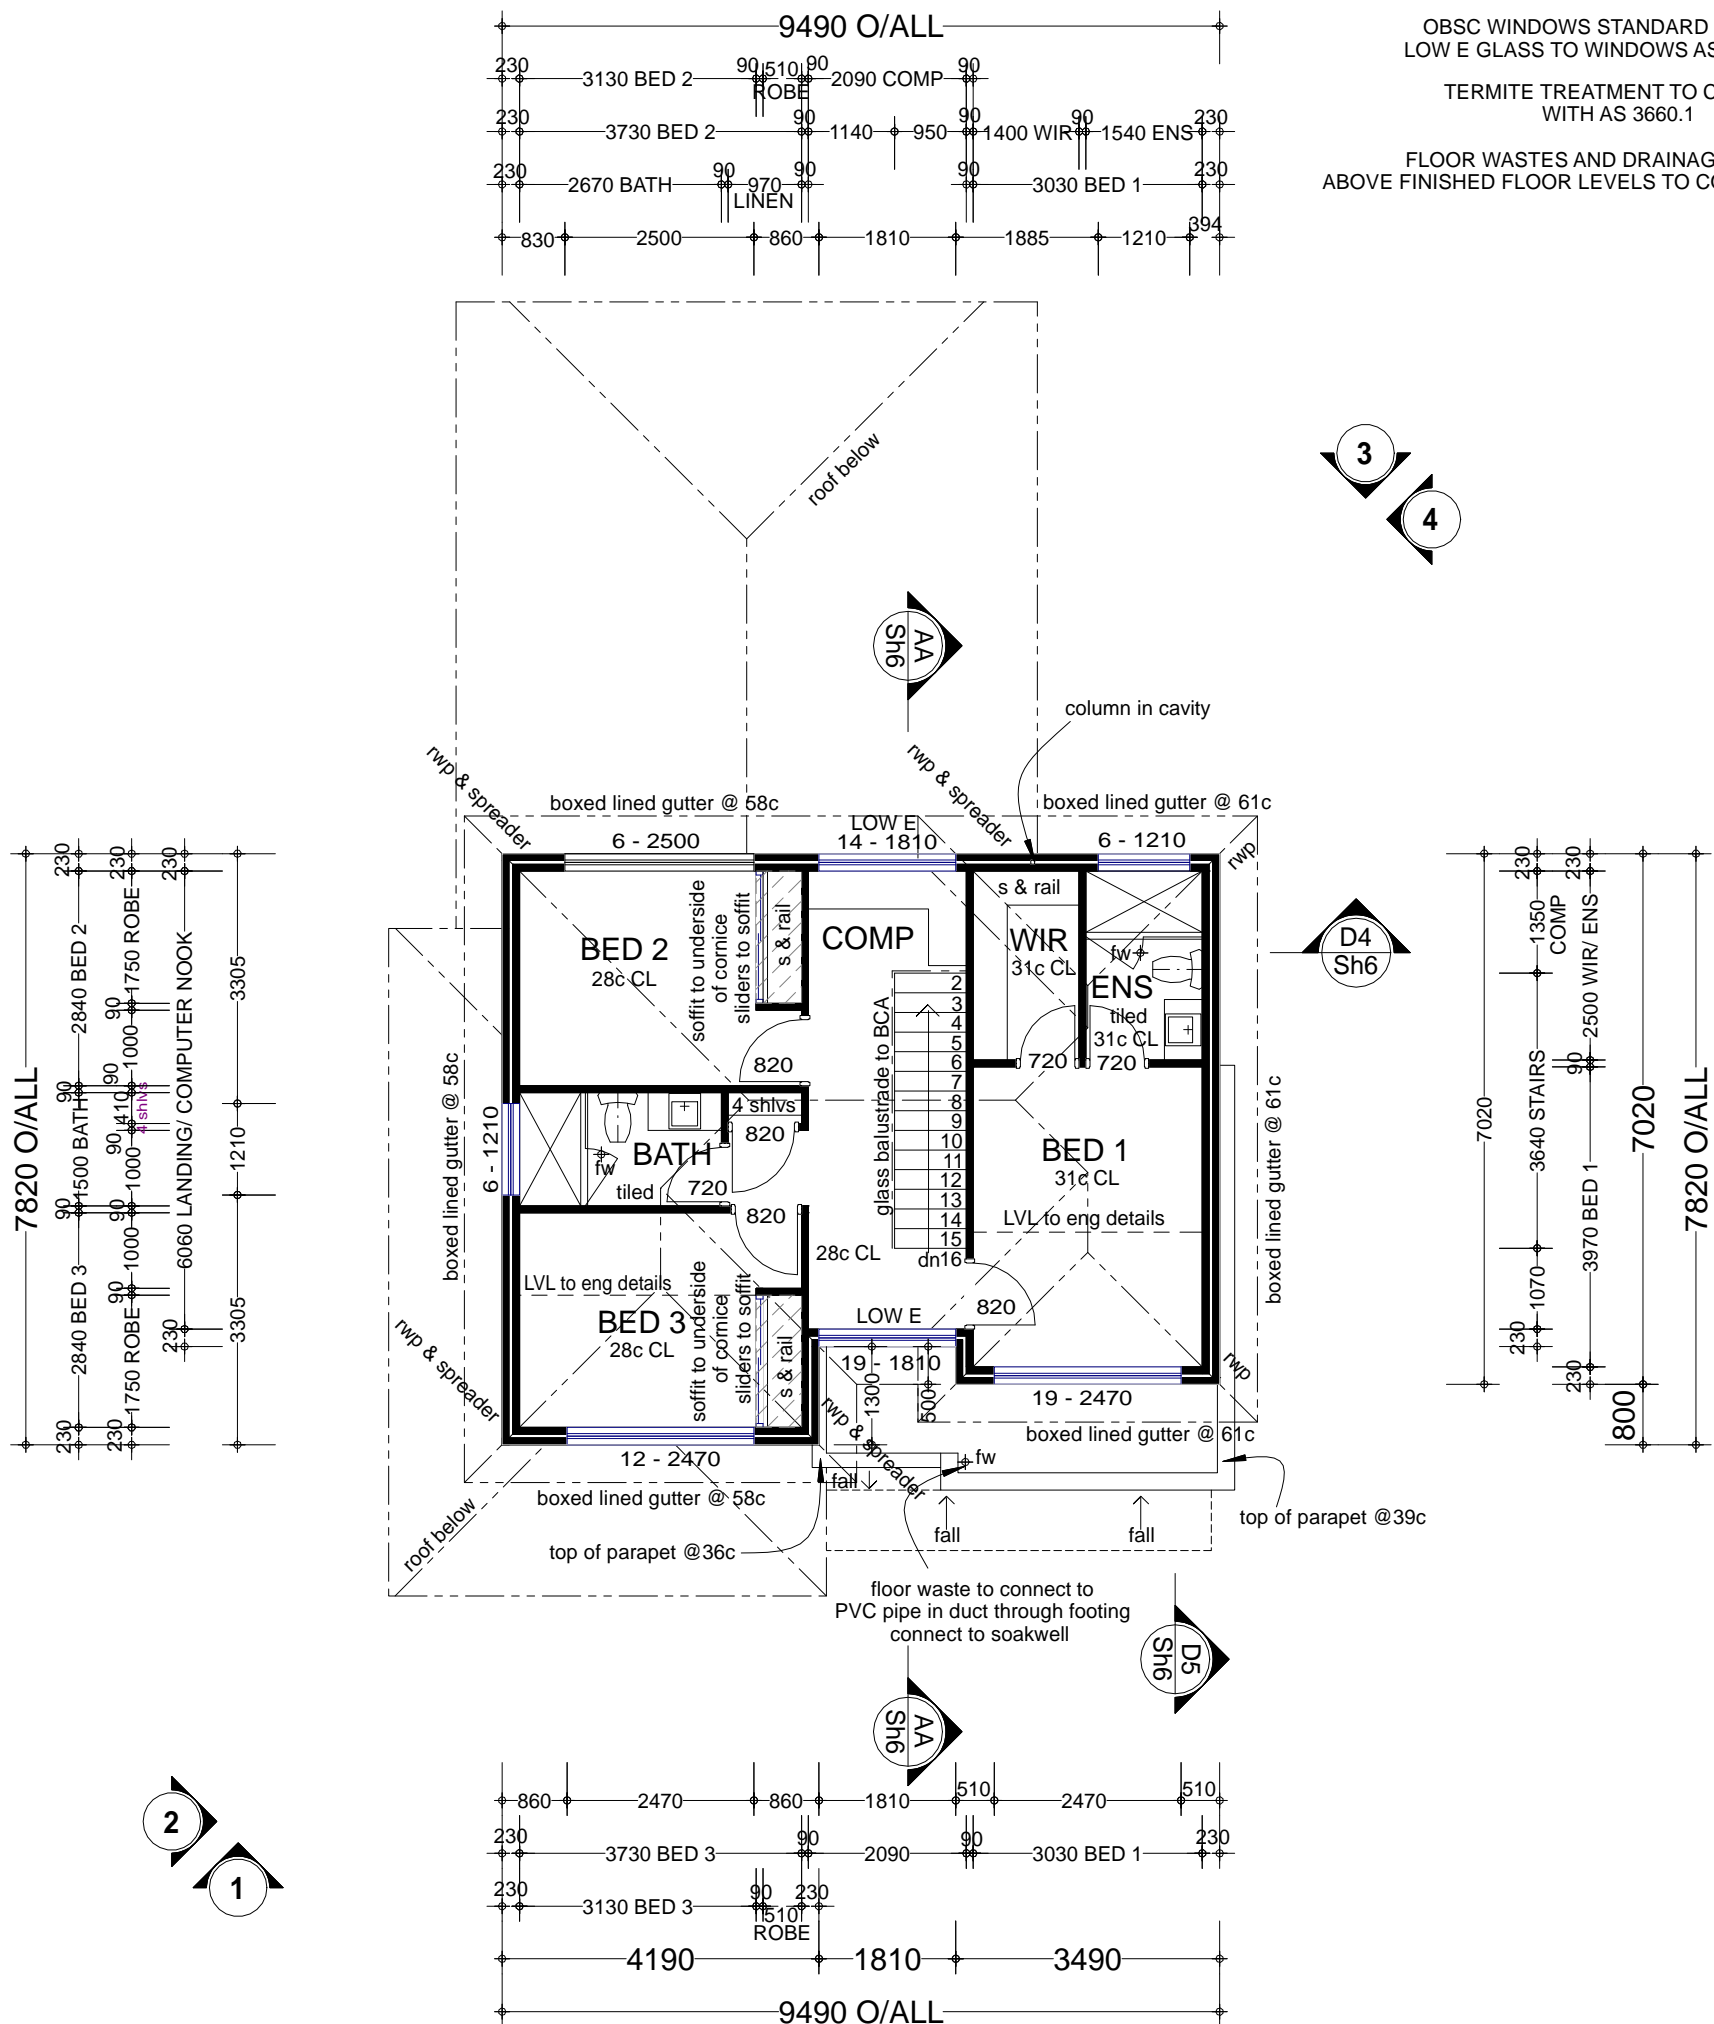 9490 O/ALL
OBSC WINDOWS STANDARD
LOW E GLASS TO WINDOWS AS
TERMITE TREATMENT TO C
WITH AS 3660.1
FLOOR WASTES AND DRAINAG
ABOVE FINISHED FLOOR LEVELS TO CO
230 3130 BED 2 90 510 90 2090 COMP 90
ROBE
230 3730 BED 2 90 1140 950 90 1400 WIR 90 1540 ENS 230
230 2670 BATH 90 970 90 90 3030 BED 1 230
LINEN
830 2500 860 1810 1885 1210 394
roof below
3
4
AA
Sh6
column in cavity
rwp & spreader
rwp & spreader
boxed lined gutter @ 58c
boxed lined gutter @ 61c
6 - 2500
LOW E
14 - 1810
6 - 1210
rwp
7820 O/ALL
230 2840 BED 2 90 1500 BATH 90 2840 BED 3 230
230 1750 ROBE 90 1000 90 410 90 1000 90 1000 90 1750 ROBE 230
4 shlvs
230 6060 LANDING/ COMPUTER NOOK 230
3305 1210 3305
BED 2
28c CL
soffit to underside
of cornice
sliders to soffit
s & rail
COMP
s & rail
WIR
31c CL
fw
ENS
tiled
31c CL
D4
Sh6
2
3
4
5
6
7
8
9
10
11
12
13
14
15
dn16
glass balustrade to BCA
820
720
720
boxed lined gutter @ 58c
6 - 1210
4 shlvs
820
BATH
fw
tiled
720
820
BED 1
31c CL
LVL to eng details
boxed lined gutter @ 61c
28c CL
LVL to eng details
BED 3
28c CL
soffit to underside
of cornice
sliders to soffit
s & rail
820
LOW E
19 - 1810
1300
500
rwp
19 - 2470
boxed lined gutter @ 61c
rwp & spreader
rwp & spreader
12 - 2470
boxed lined gutter @ 58c
fall
fw
fall
fall
roof below
top of parapet @36c
top of parapet @39c
floor waste to connect to
PVC pipe in duct through footing
connect to soakwell
7020
230 1350 3640 STAIRS 1070 230
COMP
230 2500 WIR/ ENS 90 3970 BED 1 230
7020
800
7820 O/ALL
D5
Sh6
AA
Sh6
2
1
860 2470 860 1810 510 2470 510
230 3730 BED 3 90 2090 90 3030 BED 1 230
230 3130 BED 3 90 510 230
ROBE
4190 1810 3490
9490 O/ALL